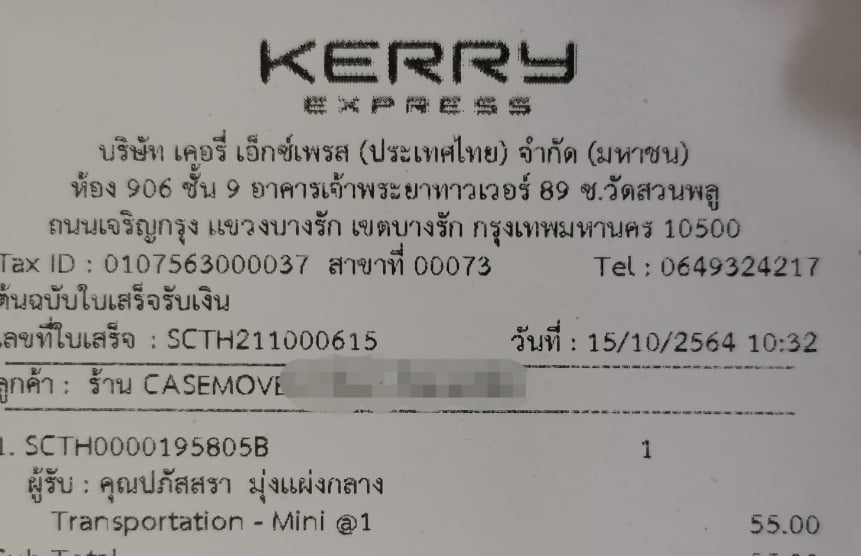 KERRY
EXPRESS
บริษัท เคอรี่ เอ็กซ์เพรส (ประเทศไทย) จำกัด (มหาชน)
ห้อง 906 ชั้น 9 อาคารเจ้าพระยาทาวเวอร์ 89 ซ.วัดสวนพลู
ถนนเจริญกรุง แขวงบางรัก เขตบางรัก กรุงเทพมหานคร 10500
Tax ID : 0107563000037 สาขาที่ 00073 Tel : 0649324217
ต้นฉบับใบเสร็จรับเงิน
เลขที่ใบเสร็จ : SCTH211000615 วันที่ : 15/10/2564 10:32
ลูกค้า : ร้าน CASEMOVE
1. SCTH0000195805B 1
ผู้รับ : คุณปภัสสรา มุ่งแผ่งกลาง
Transportation - Mini @1 55.00
Sub Total